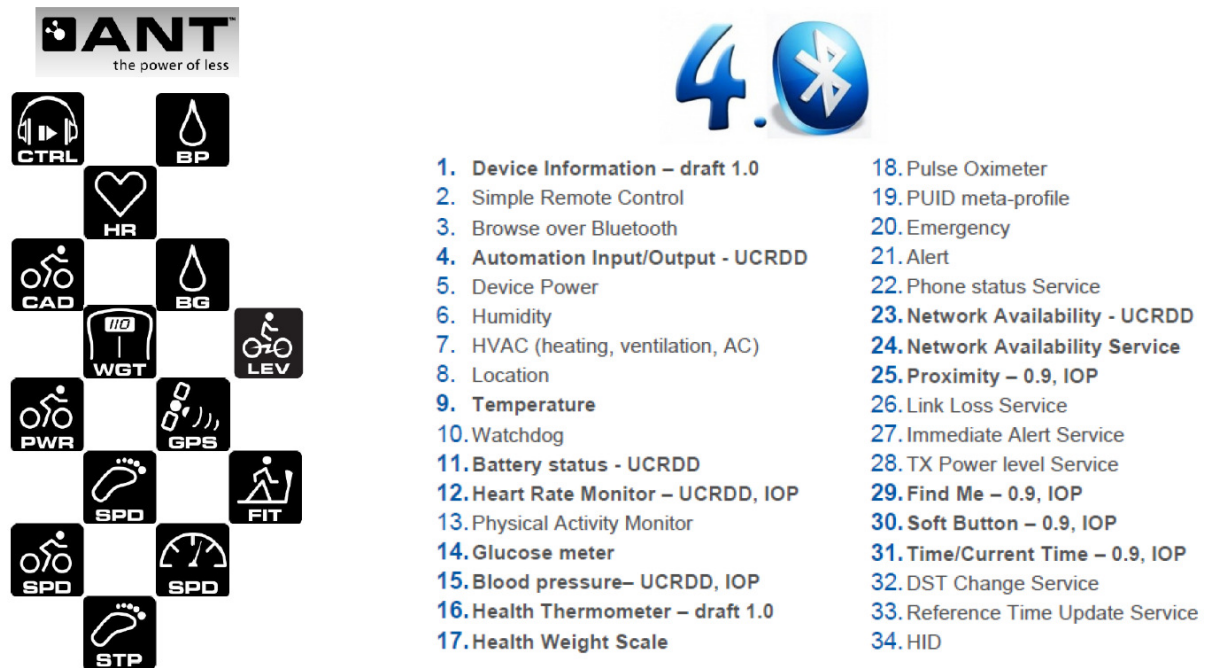 ANT™
the power of less
CTRL
BP
HR
CAD
BG
110
WGT
LEV
PWR
GPS
SPD
FIT
SPD
SPD
STP
4.0
1. Device Information – draft 1.0
2. Simple Remote Control
3. Browse over Bluetooth
4. Automation Input/Output - UCRDD
5. Device Power
6. Humidity
7. HVAC (heating, ventilation, AC)
8. Location
9. Temperature
10. Watchdog
11. Battery status - UCRDD
12. Heart Rate Monitor – UCRDD, IOP
13. Physical Activity Monitor
14. Glucose meter
15. Blood pressure– UCRDD, IOP
16. Health Thermometer – draft 1.0
17. Health Weight Scale
18. Pulse Oximeter
19. PUID meta-profile
20. Emergency
21. Alert
22. Phone status Service
23. Network Availability - UCRDD
24. Network Availability Service
25. Proximity – 0.9, IOP
26. Link Loss Service
27. Immediate Alert Service
28. TX Power level Service
29. Find Me – 0.9, IOP
30. Soft Button – 0.9, IOP
31. Time/Current Time – 0.9, IOP
32. DST Change Service
33. Reference Time Update Service
34. HID